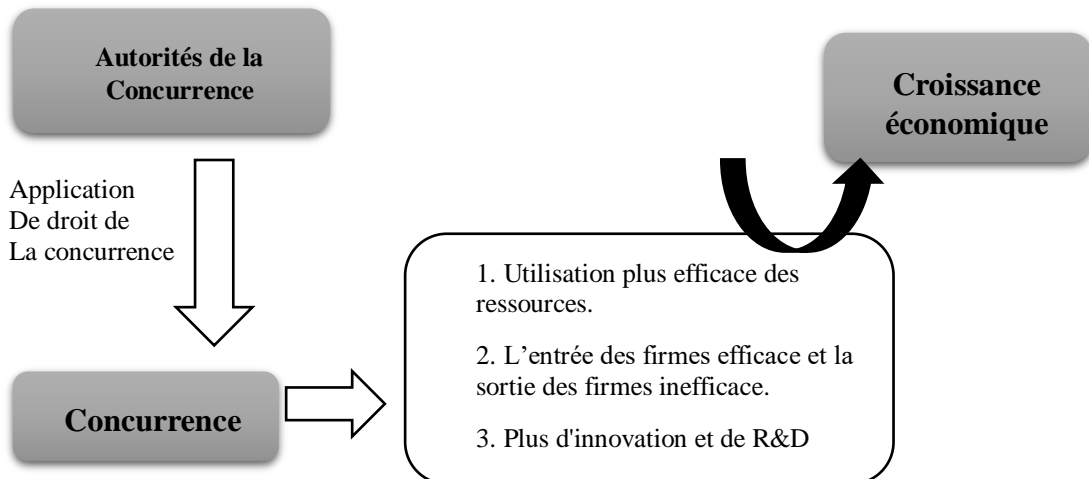 Autorités de la
Concurrence
Croissance
économique
Application
De droit de
La concurrence
1. Utilisation plus efficace des
ressources.
2. L’entrée des firmes efficace et la
sortie des firmes inefficace.
3. Plus d'innovation et de R&D
Concurrence